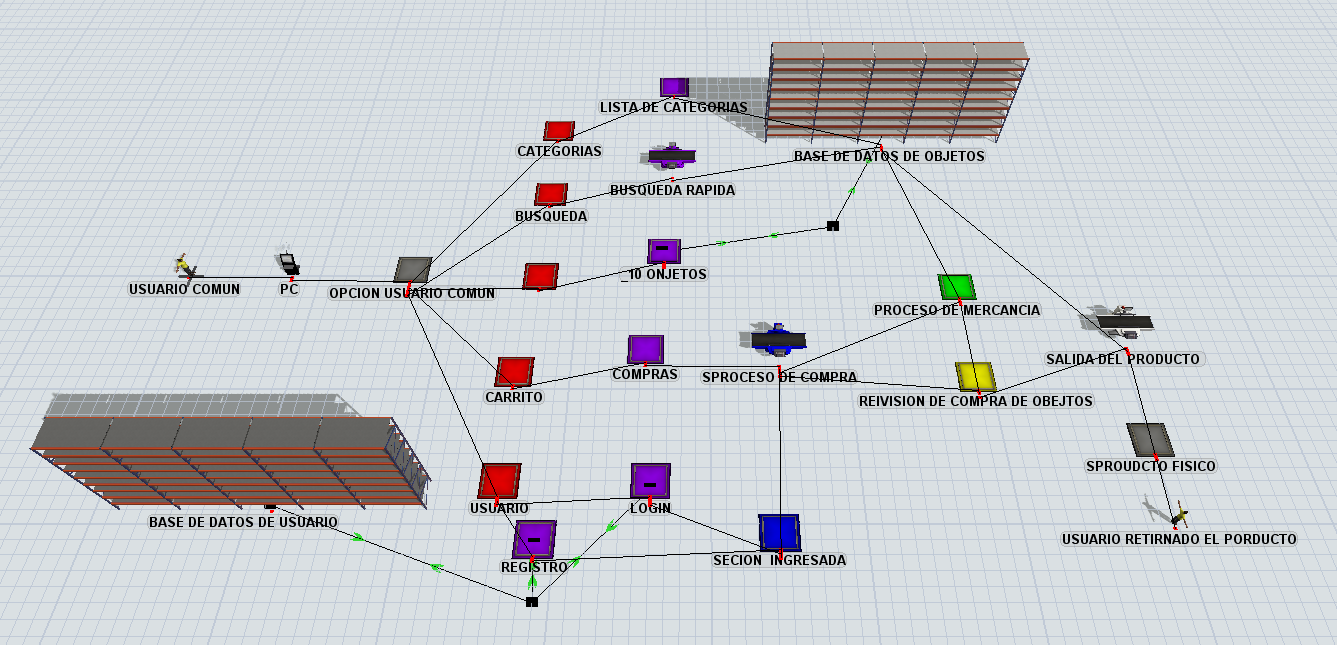 LISTA DE CATEGORIAS
CATEGORIAS
BASE DE DATOS DE OBJETOS
BUSQUEDA RAPIDA
BUSQUEDA
_10 ONJETOS
USUARIO COMUN
PC
OPCION USUARIO COMUN
PROCESO DE MERCANCIA
SALIDA DEL PRODUCTO
COMPRAS
SPROCESO DE COMPRA
CARRITO
REIVISION DE COMPRA DE OBEJTOS
SPROUDCTO FISICO
USUARIO
LOGIN
BASE DE DATOS DE USUARIO
USUARIO RETIRNADO EL PORDUCTO
SECION INGRESADA
REGISTRO